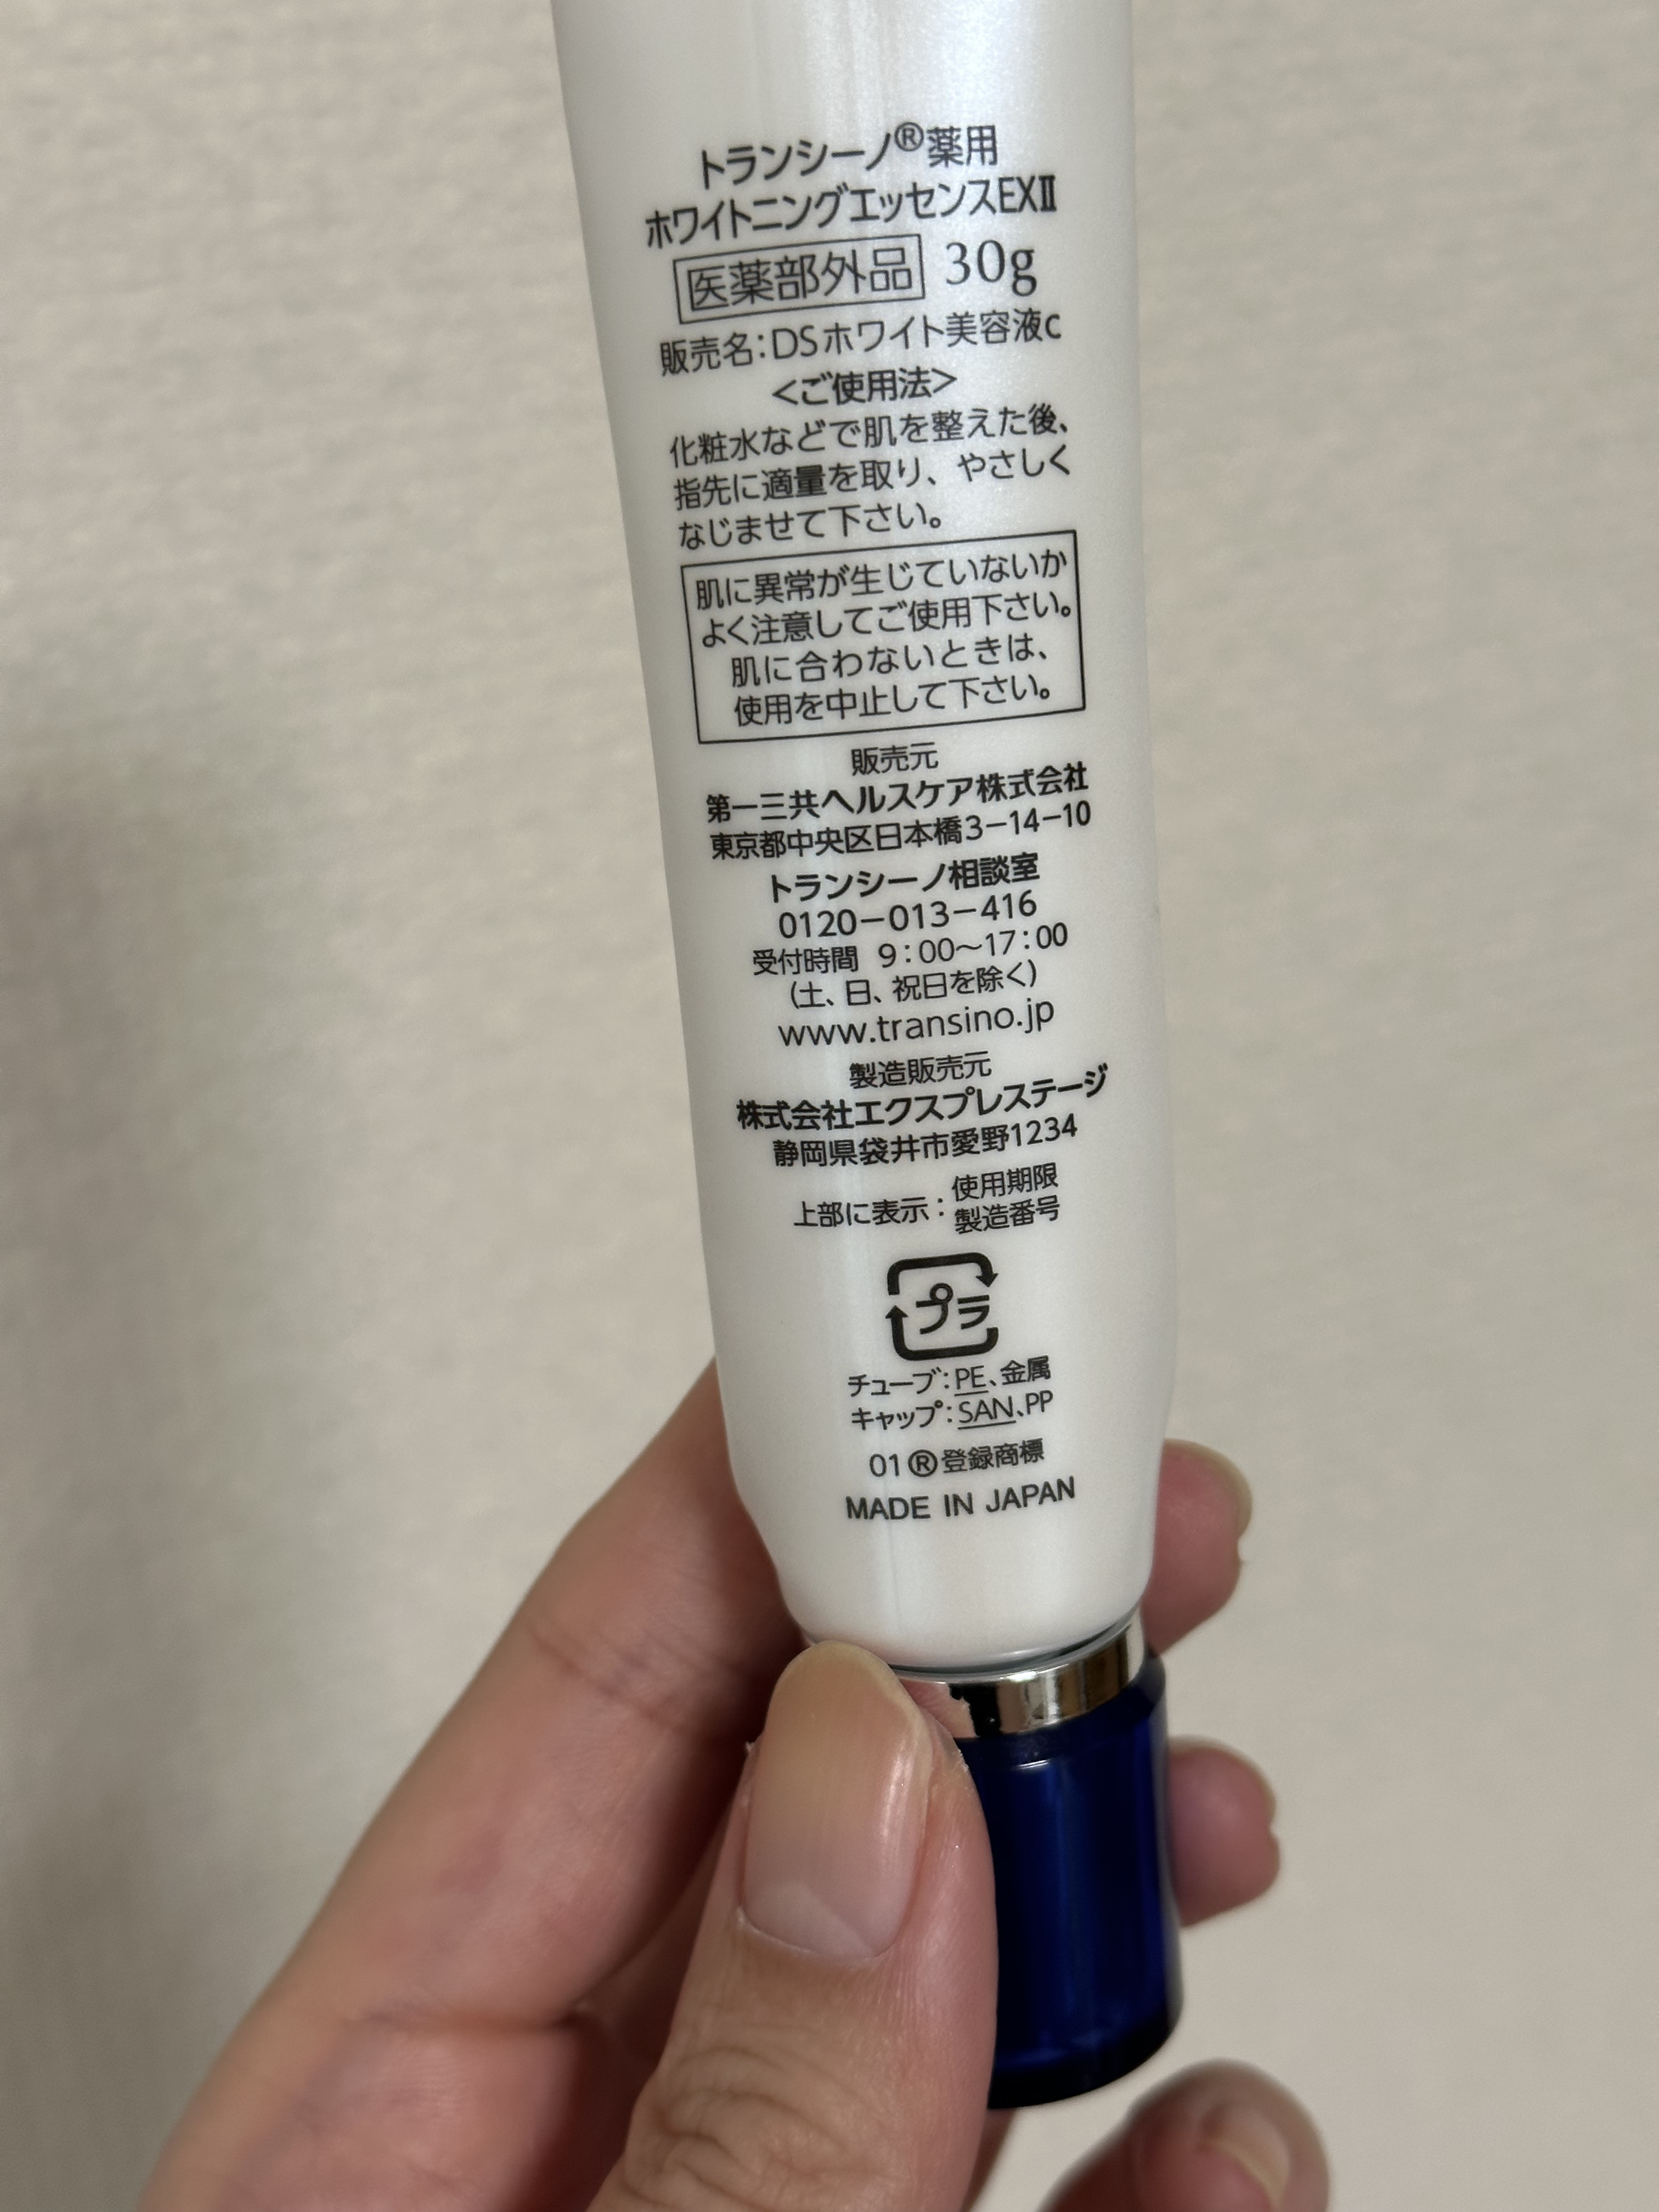 トランシーノ®薬用
ホワイトニングエッセンスEXⅡ
医薬部外品 30g
販売名：DSホワイト美容液c
＜ご使用法＞
化粧水などで肌を整えた後、
指先に適量を取り、やさしく
なじませて下さい。
肌に異常が生じていないか
よく注意してご使用下さい。
肌に合わないときは、
使用を中止して下さい。
販売元
第一三共ヘルスケア株式会社
東京都中央区日本橋3−14−10
トランシーノ相談室
0120−013−416
受付時間 9：00〜17：00
（土、日、祝日を除く）
www.transino.jp
製造販売元
株式会社エクスプレステージ
静岡県袋井市愛野1234
上部に表示：使用期限
製造番号
プラ
チューブ：PE、金属
キャップ：SAN、PP
01®登録商標
MADE IN JAPAN